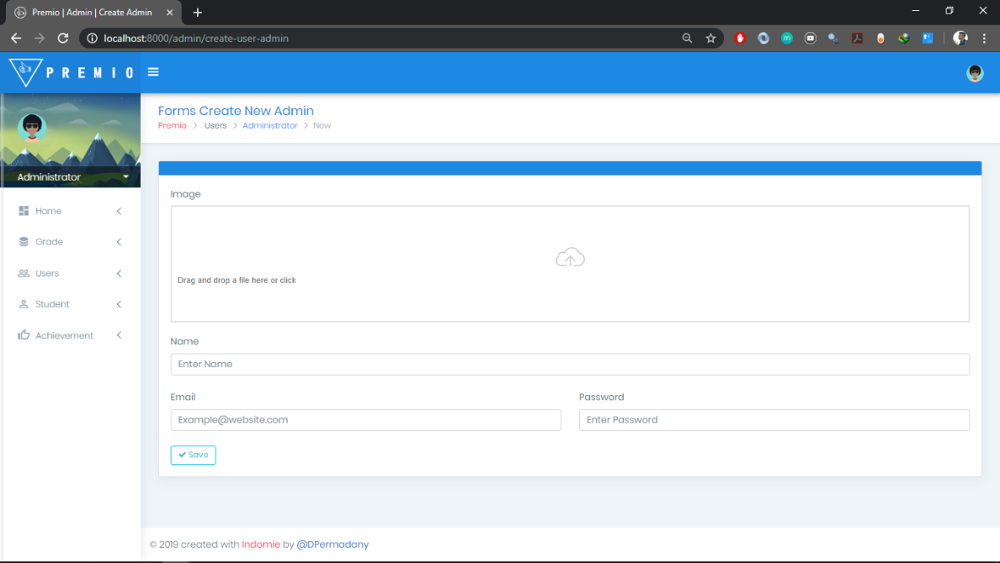 Premio | Admin | Create Admin
localhost:8000/admin/create-user-admin
PREMIO
Forms Create New Admin
Premio > Users > Administrator > New
Administrator
Home
Grade
Users
Student
Achievement
Image
Drag and drop a file here or click
Name
Enter Name
Email Password
Example@website.com Enter Password
Save
© 2019 created with Indomie by @DPermadany